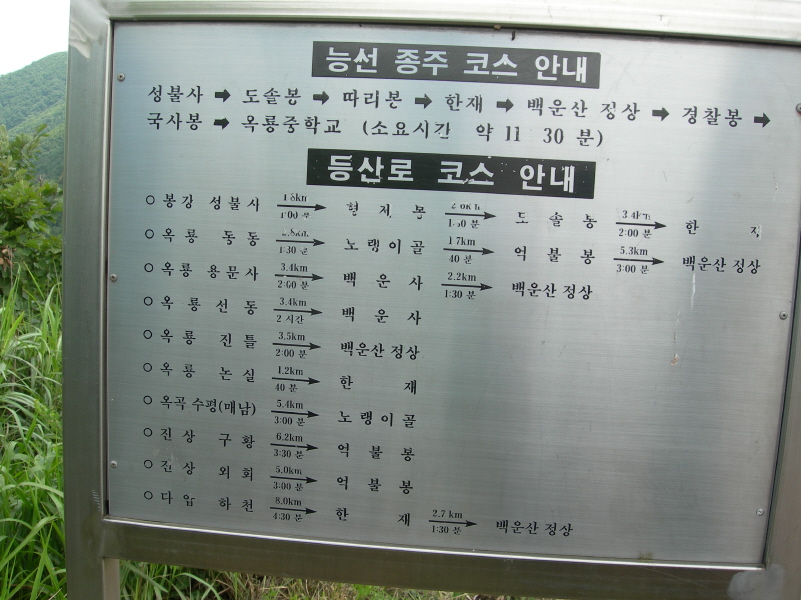 능선 종주 코스 안내
성불사 ➡ 도솔봉 ➡ 따리본 ➡ 한재 ➡ 백운산 정상 ➡ 경찰봉 ➡
국사봉 ➡ 옥룡중학교 (소요시간 약 11 30 분)
등산로 코스 안내
○ 봉강 성불사 → 형제봉 → 도솔봉 3.4km 2:00 분 → 한재
○ 옥룡 동동 1:30 분 → 노랭이골 1.7km 40 분 → 억불봉 5.3km 3:00 분 → 백운산 정상
○ 옥룡 용문사 3.4km 2:00 분 → 백운사 2.2km 1:30 분 → 백운산 정상
○ 옥룡 선동 3.4km 2 시간 → 백운사
○ 옥룡 진틀 3.5km 2:00 분 → 백운산 정상
○ 옥룡 논실 1.2km 40 분 → 한재
○ 옥곡 수평(매남) 5.4km 3:00 분 → 노랭이골
○ 진상 구황 6.2km 3:30 분 → 억불봉
○ 진상 외회 5.0km 3:00 분 → 억불봉
○ 다압 하천 8.0km 4:30 분 → 한재 2.7 km 1:30 분 → 백운산 정상